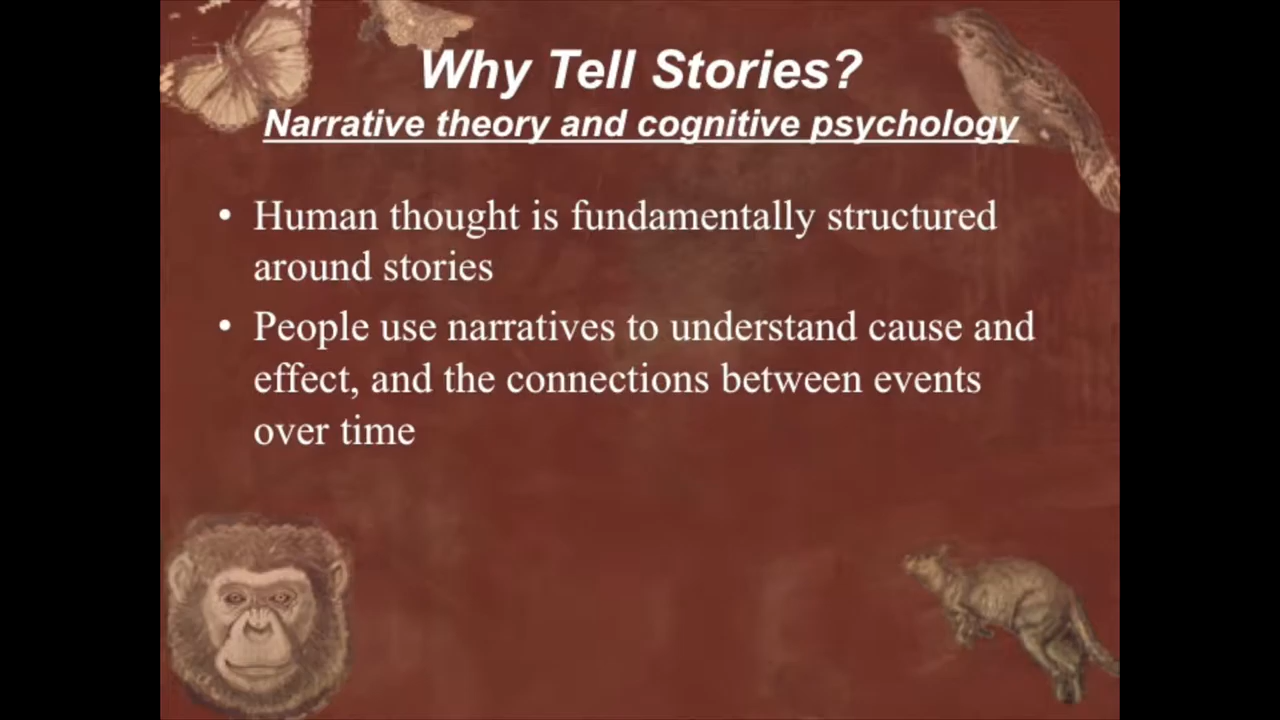 Why Tell Stories?
Narrative theory and cognitive psychology
• Human thought is fundamentally structured
around stories
• People use narratives to understand cause and
effect, and the connections between events
over time